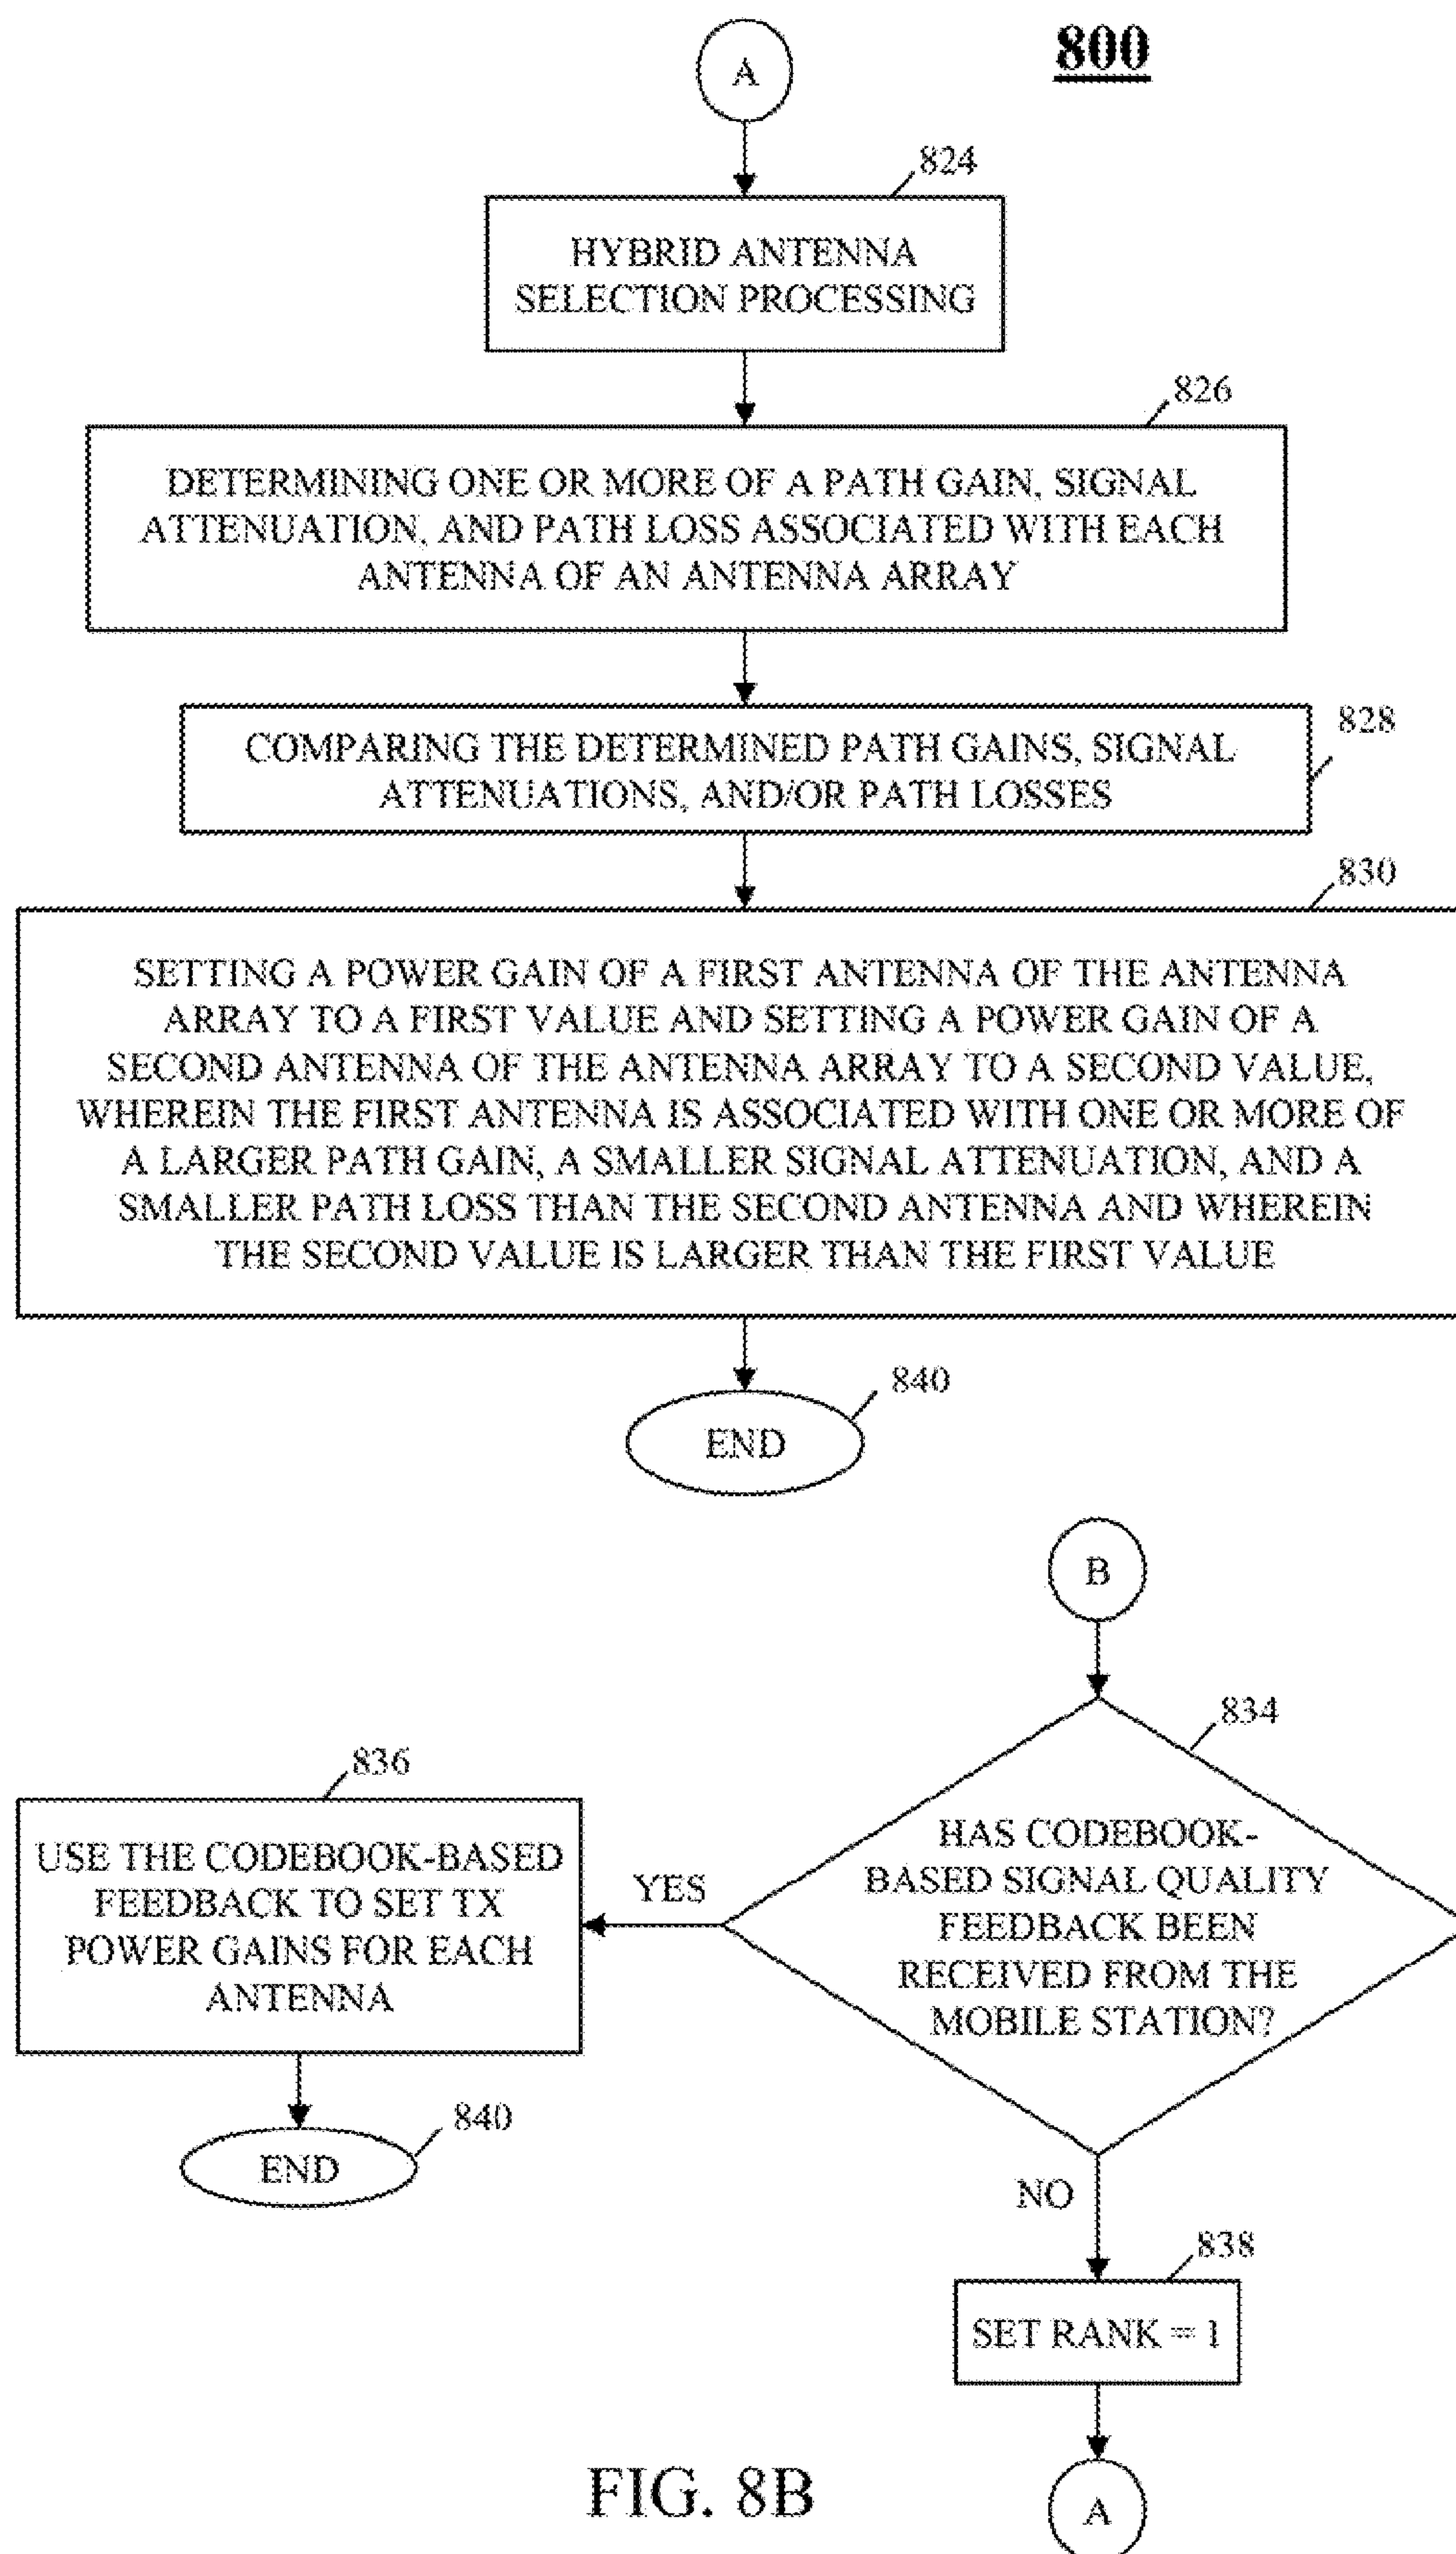 800
A
824
HYBRID ANTENNA
SELECTION PROCESSING
826
DETERMINING ONE OR MORE OF A PATH GAIN, SIGNAL
ATTENUATION, AND PATH LOSS ASSOCIATED WITH EACH
ANTENNA OF AN ANTENNA ARRAY
828
COMPARING THE DETERMINED PATH GAINS, SIGNAL
ATTENUATIONS, AND/OR PATH LOSSES
830
SETTING A POWER GAIN OF A FIRST ANTENNA OF THE ANTENNA
ARRAY TO A FIRST VALUE AND SETTING A POWER GAIN OF A
SECOND ANTENNA OF THE ANTENNA ARRAY TO A SECOND VALUE,
WHEREIN THE FIRST ANTENNA IS ASSOCIATED WITH ONE OR MORE OF
A LARGER PATH GAIN, A SMALLER SIGNAL ATTENUATION, AND A
SMALLER PATH LOSS THAN THE SECOND ANTENNA AND WHEREIN
THE SECOND VALUE IS LARGER THAN THE FIRST VALUE
840
END
B
834
HAS CODEBOOK-
BASED SIGNAL QUALITY
FEEDBACK BEEN
RECEIVED FROM THE
MOBILE STATION?
YES
836
USE THE CODEBOOK-BASED
FEEDBACK TO SET TX
POWER GAINS FOR EACH
ANTENNA
840
END
NO
838
SET RANK = 1
A
FIG. 8B